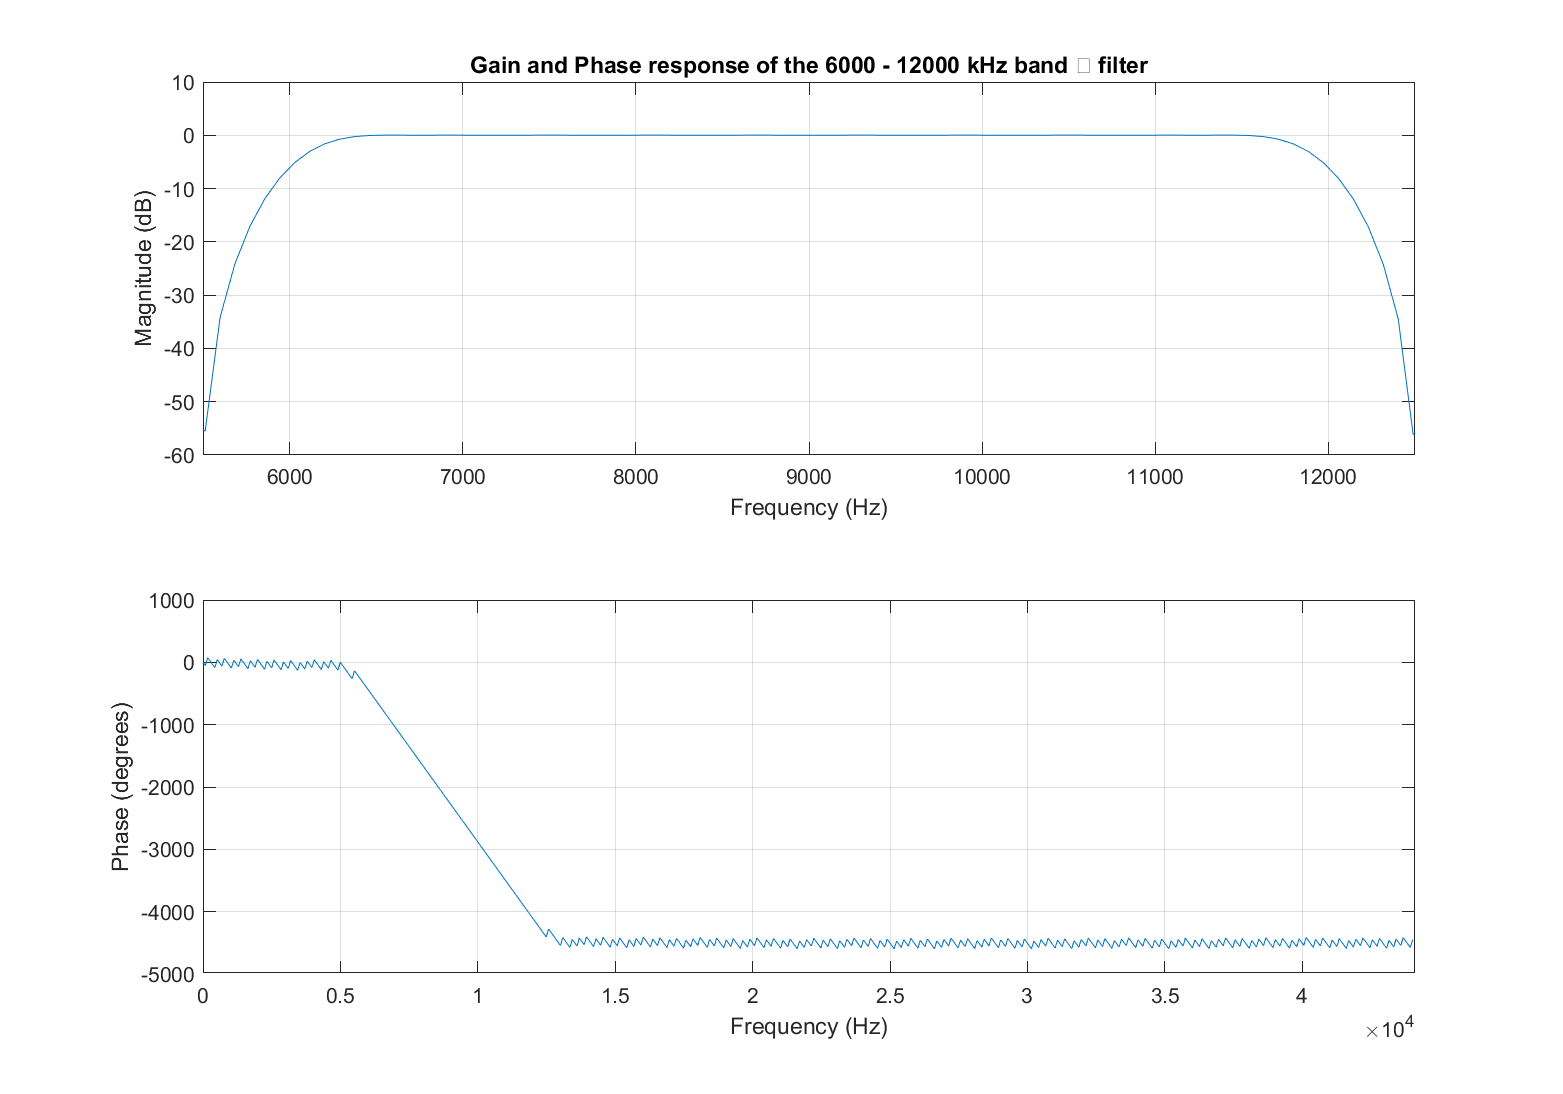 Gain and Phase response of the 6000 - 12000 kHz band □ filter
10
0
-10
-20
-30
-40
-50
-60
Magnitude (dB)
6000 7000 8000 9000 10000 11000 12000
Frequency (Hz)
1000
0
-1000
-2000
-3000
-4000
-5000
Phase (degrees)
0 0.5 1 1.5 2 2.5 3 3.5 4
Frequency (Hz)
×10⁴